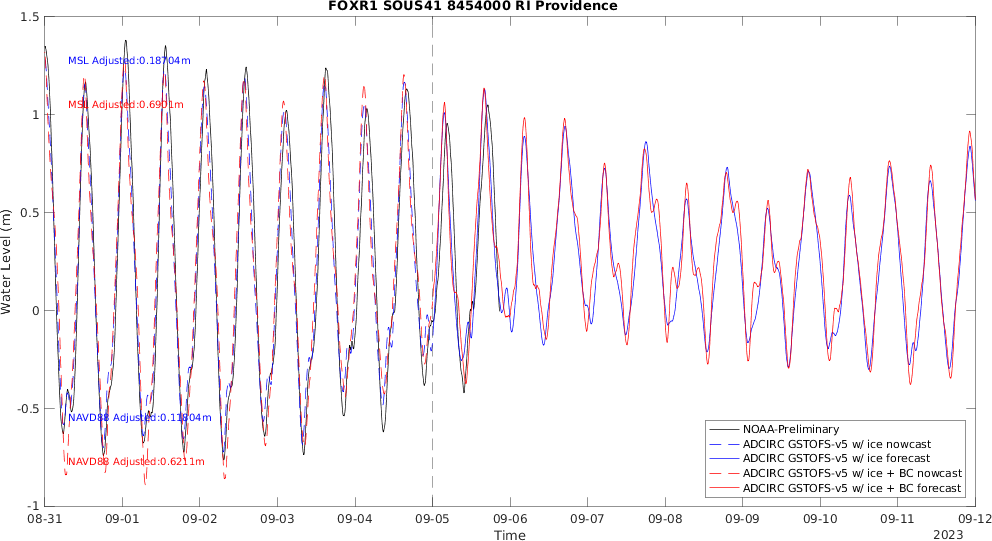 FOXR1 SOUS41 8454000 RI Providence
1.5
1
0.5
0
-0.5
-1
Water Level (m)
MSL Adjusted:0.18704m
MSL Adjusted:0.6901m
NAVD88 Adjusted:0.11804m
NAVD88 Adjusted:0.6211m
NOAA-Preliminary
ADCIRC GSTOFS-v5 w/ ice nowcast
ADCIRC GSTOFS-v5 w/ ice forecast
ADCIRC GSTOFS-v5 w/ ice + BC nowcast
ADCIRC GSTOFS-v5 w/ ice + BC forecast
08-31 09-01 09-02 09-03 09-04 09-05 09-06 09-07 09-08 09-09 09-10 09-11 09-12
Time
2023